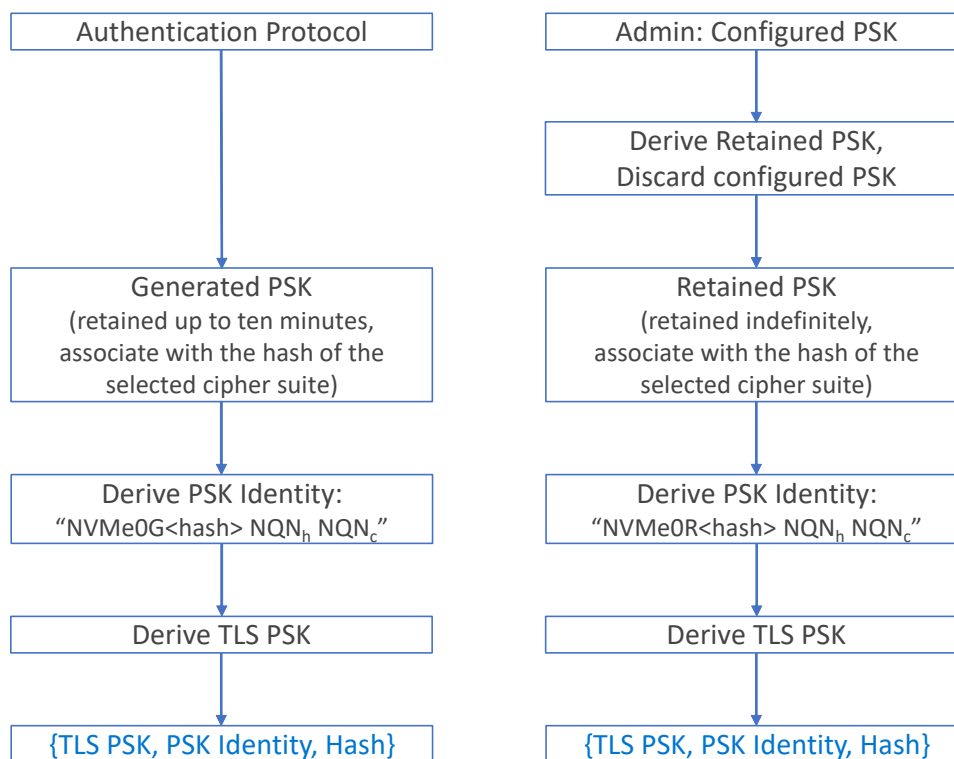 Authentication Protocol
Generated PSK
(retained up to ten minutes,
associate with the hash of the
selected cipher suite)
Derive PSK Identity:
“NVMe0G<hash> NQNh NQNc”
Derive TLS PSK
{TLS PSK, PSK Identity, Hash}
Admin: Configured PSK
Derive Retained PSK,
Discard configured PSK
Retained PSK
(retained indefinitely,
associate with the hash of the
selected cipher suite)
Derive PSK Identity:
“NVMe0R<hash> NQNh NQNc”
Derive TLS PSK
{TLS PSK, PSK Identity, Hash}